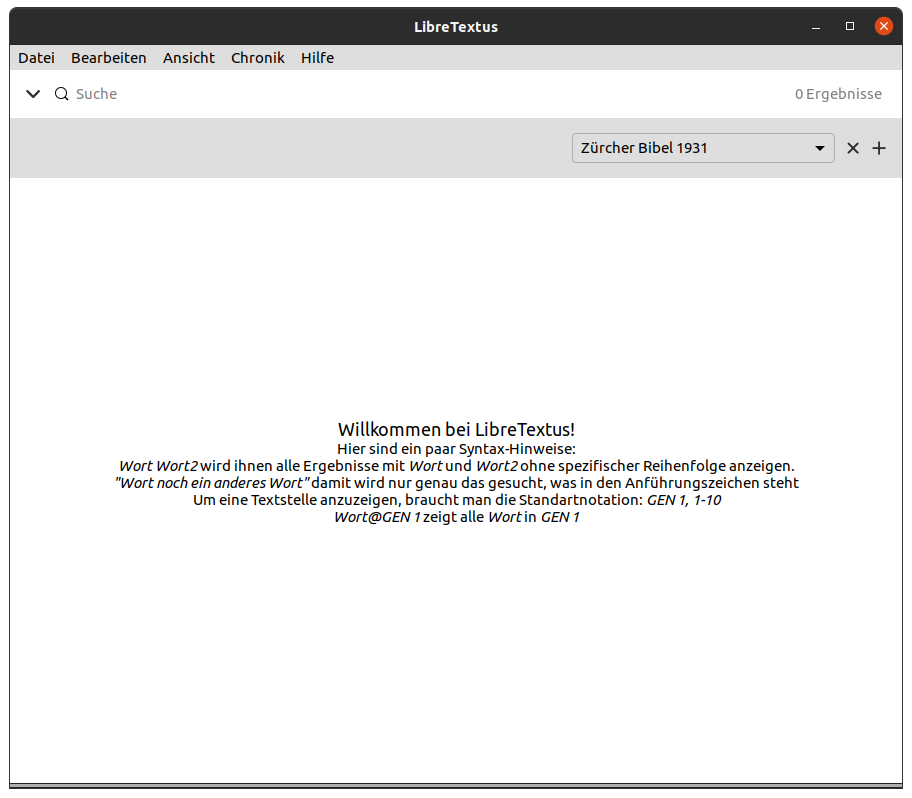 LibreTextus
Datei Bearbeiten Ansicht Chronik Hilfe
Suche 0 Ergebnisse
Zürcher Bibel 1931
Willkommen bei LibreTextus!
Hier sind ein paar Syntax-Hinweise:
Wort Wort2 wird ihnen alle Ergebnisse mit Wort und Wort2 ohne spezifischer Reihenfolge anzeigen.
"Wort noch ein anderes Wort" damit wird nur genau das gesucht, was in den Anführungszeichen steht
Um eine Textstelle anzuzeigen, braucht man die Standartnotation: GEN 1, 1-10
Wort@GEN 1 zeigt alle Wort in GEN 1